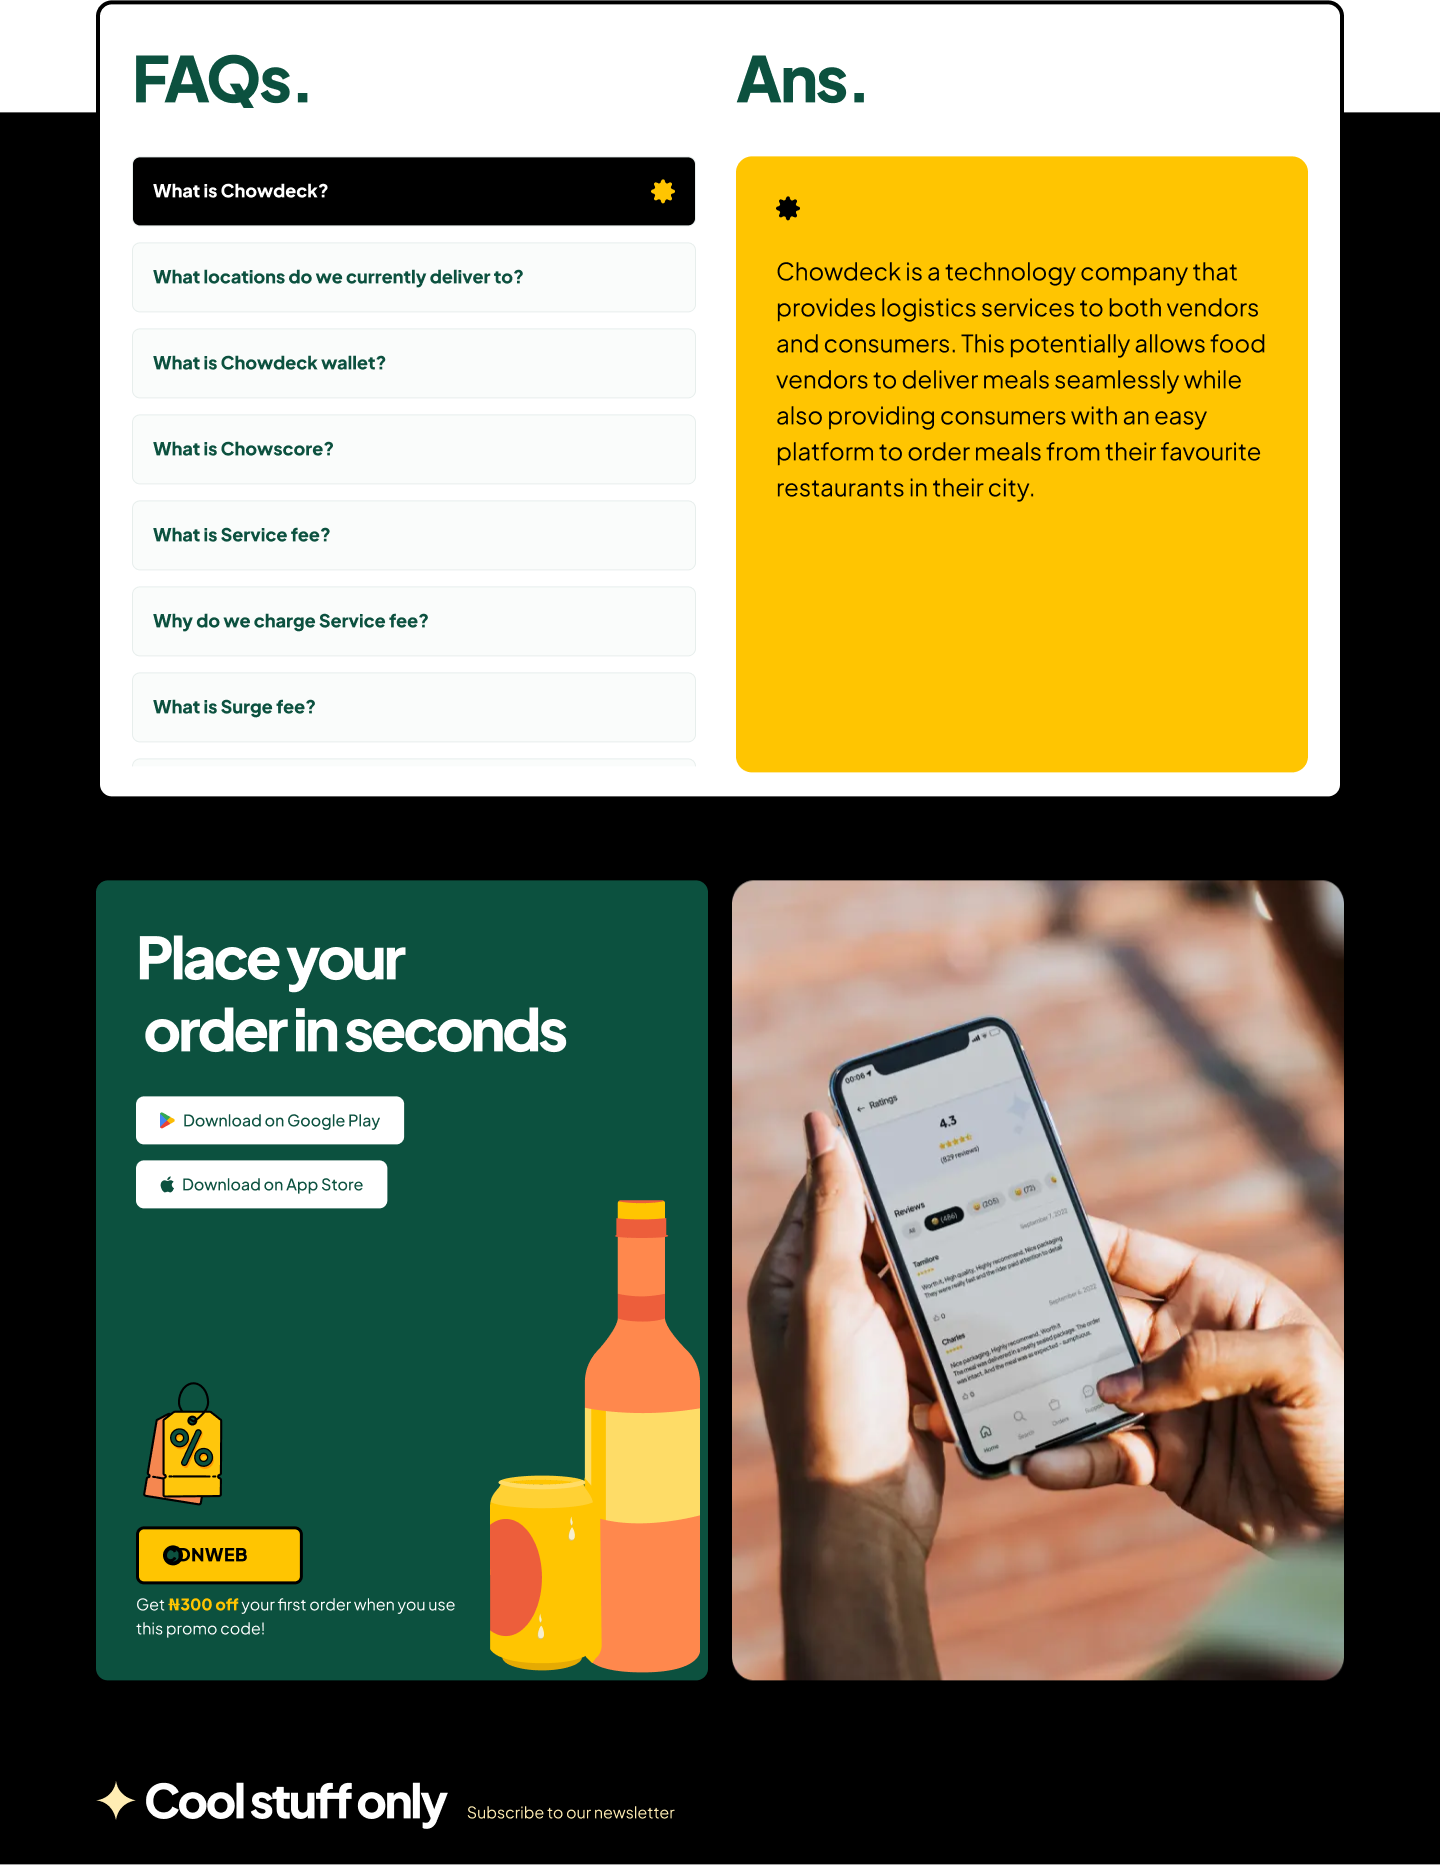 FAQs.
What is Chowdeck?
What locations do we currently deliver to?
What is Chowdeck wallet?
What is Chowscore?
What is Service fee?
Why do we charge Service fee?
What is Surge fee?
Ans.
Chowdeck is a technology company that
provides logistics services to both vendors
and consumers. This potentially allows food
vendors to deliver meals seamlessly while
also providing consumers with an easy
platform to order meals from their favourite
restaurants in their city.
Place your
order in seconds
Download on Google Play
Download on App Store
%
Get ₦300 off your first order when you use
this promo code!
00:06
← Ratings
4.3
(829 reviews)
Reviews
All
(486)
(205)
(72)
September 7, 2022
Tamilore
Worth it. High quality. Highly recommend. Nice packaging
They were really fast and the rider paid attention to detail
0
September 6, 2022
Charles
Nice packaging. Highly recommend. Worth it
The meal was delivered in a neatly sealed package. The order
was intact. And the meal was as expected - sumptuous.
0
Home
Search
Orders
Support
Cool stuff only
Subscribe to our newsletter